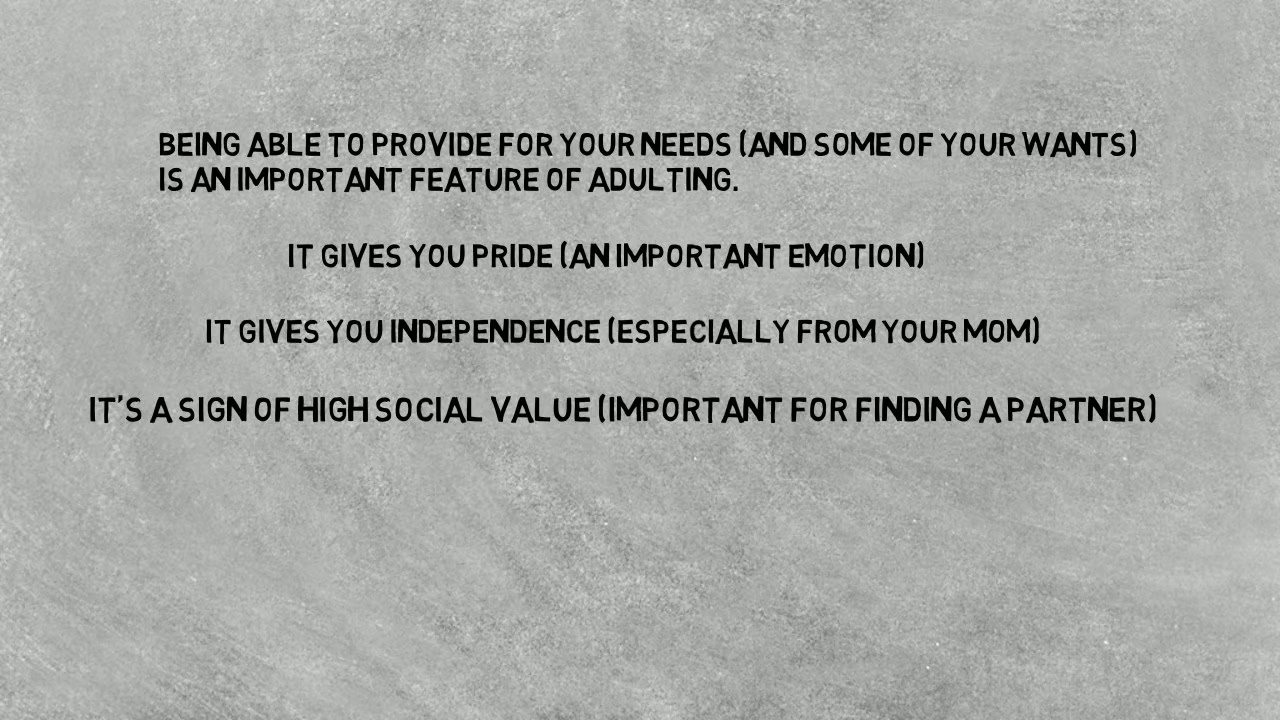 BEING ABLE TO PROVIDE FOR YOUR NEEDS (AND SOME OF YOUR WANTS)
IS AN IMPORTANT FEATURE OF ADULTING.
IT GIVES YOU PRIDE (AN IMPORTANT EMOTION)
IT GIVES YOU INDEPENDENCE (ESPECIALLY FROM YOUR MOM)
IT'S A SIGN OF HIGH SOCIAL VALUE (IMPORTANT FOR FINDING A PARTNER)